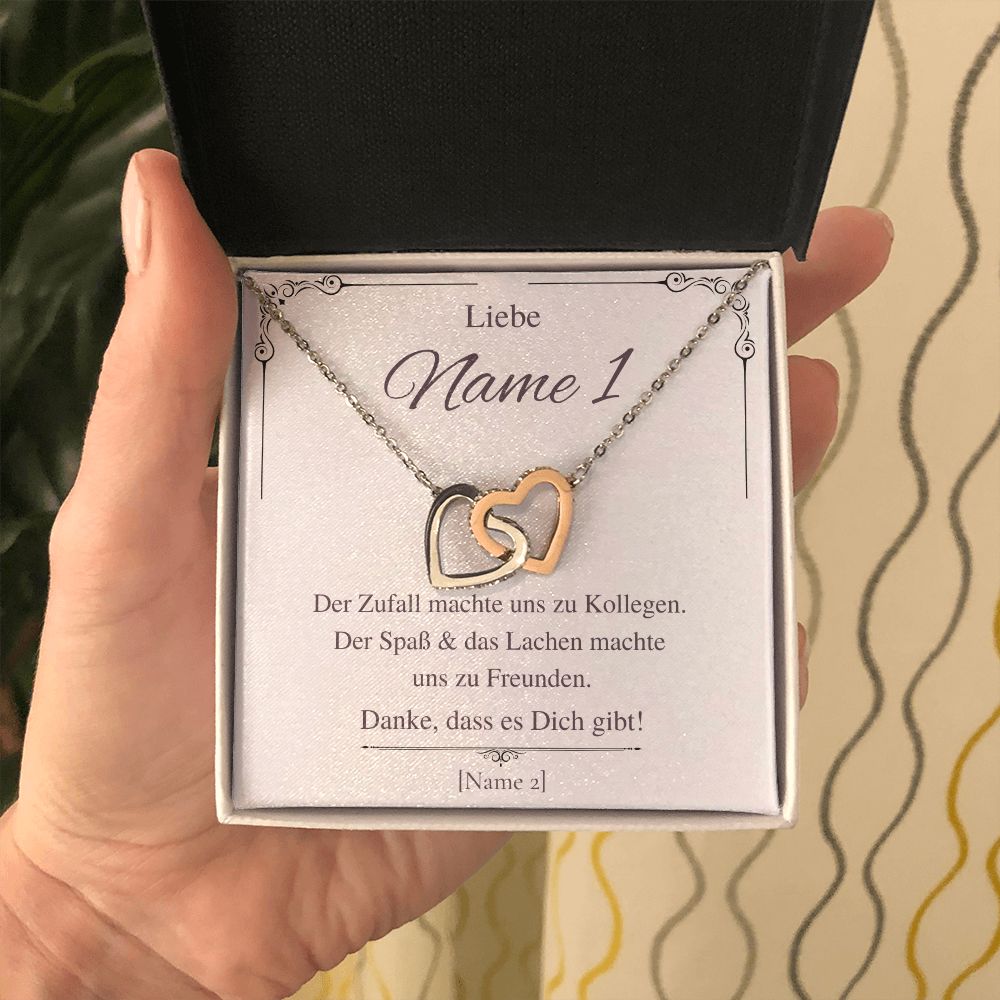 Liebe
Name 1
Der Zufall machte uns zu Kollegen.
Der Spaß & das Lachen machte
uns zu Freunden.
Danke, dass es Dich gibt!
[Name 2]